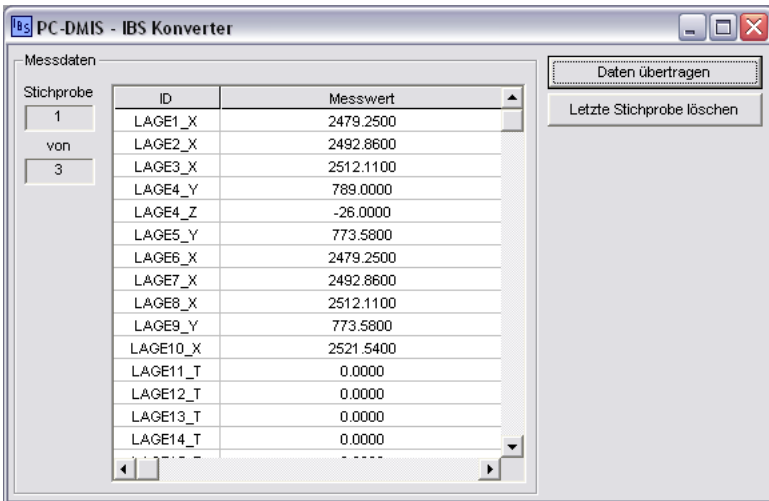 IBS PC-DMIS - IBS Konverter
Messdaten
Stichprobe
1
von
3
ID Messwert
LAGE1_X 2479.2500
LAGE2_X 2492.8600
LAGE3_X 2512.1100
LAGE4_Y 789.0000
LAGE4_Z -26.0000
LAGE5_Y 773.5800
LAGE6_X 2479.2500
LAGE7_X 2492.8600
LAGE8_X 2512.1100
LAGE9_Y 773.5800
LAGE10_X 2521.5400
LAGE11_T 0.0000
LAGE12_T 0.0000
LAGE13_T 0.0000
LAGE14_T 0.0000
Daten übertragen
Letzte Stichprobe löschen